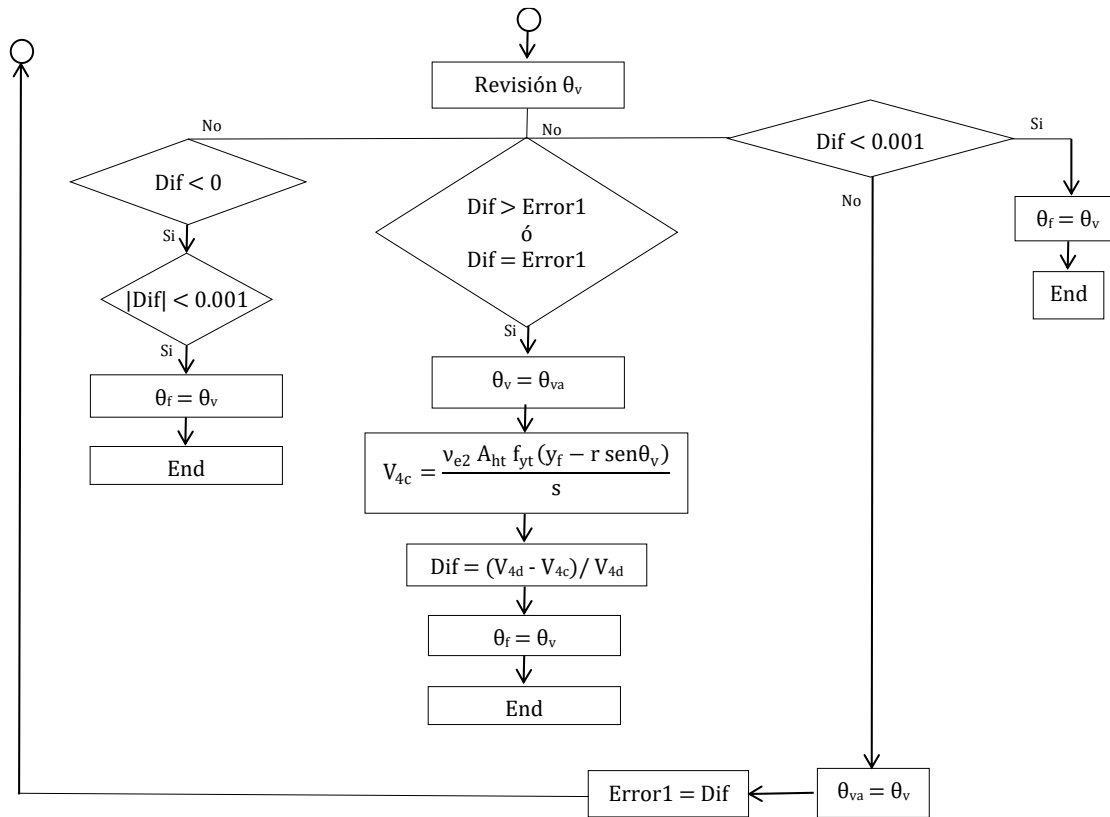 Revisión θᵥ
No
Dif < 0
Si
|Dif| < 0.001
Si
θf = θᵥ
End
No
Dif > Error1
ó
Dif = Error1
Si
θᵥ = θᵥₐ
V₄c = νₑ₂ Aₕₜ fyt (yf − r senθᵥ) / s
Dif = (V₄d - V₄c)/ V₄d
θf = θᵥ
End
Dif < 0.001
Si
No
θf = θᵥ
End
Error1 = Dif
θᵥₐ = θᵥ